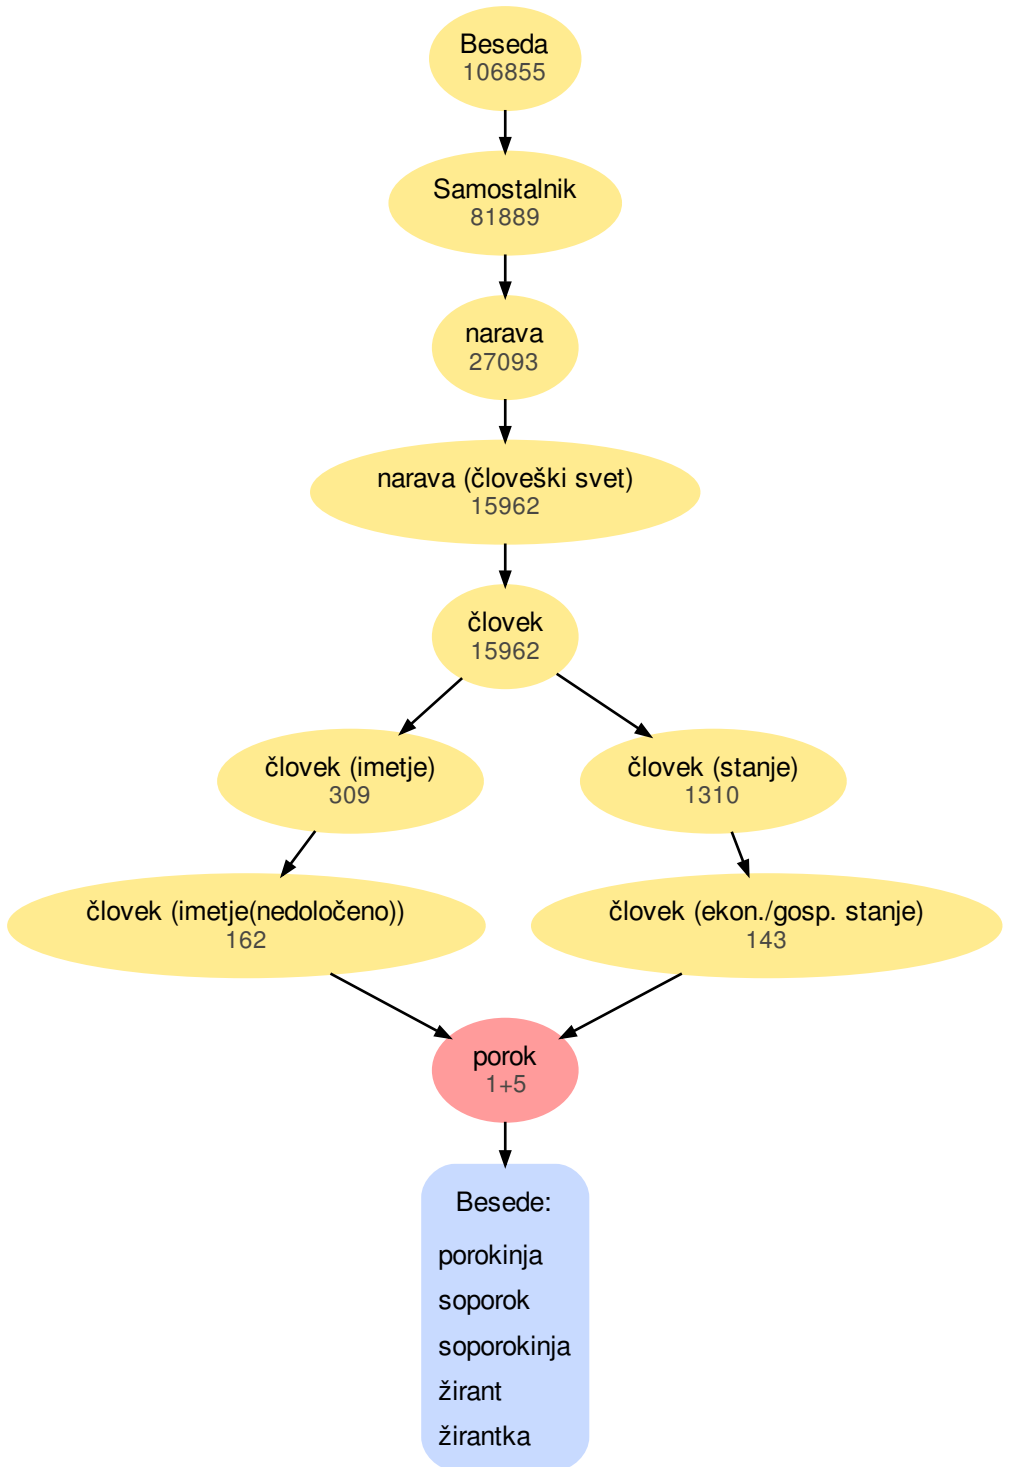 Beseda
106855
Samostalnik
81889
narava
27093
narava (človeški svet)
15962
človek
15962
človek (imetje)
309
človek (stanje)
1310
človek (imetje(nedoločeno))
162
človek (ekon./gosp. stanje)
143
porok
1+5
Besede:
porokinja
soporok
soporokinja
žirant
žirantka